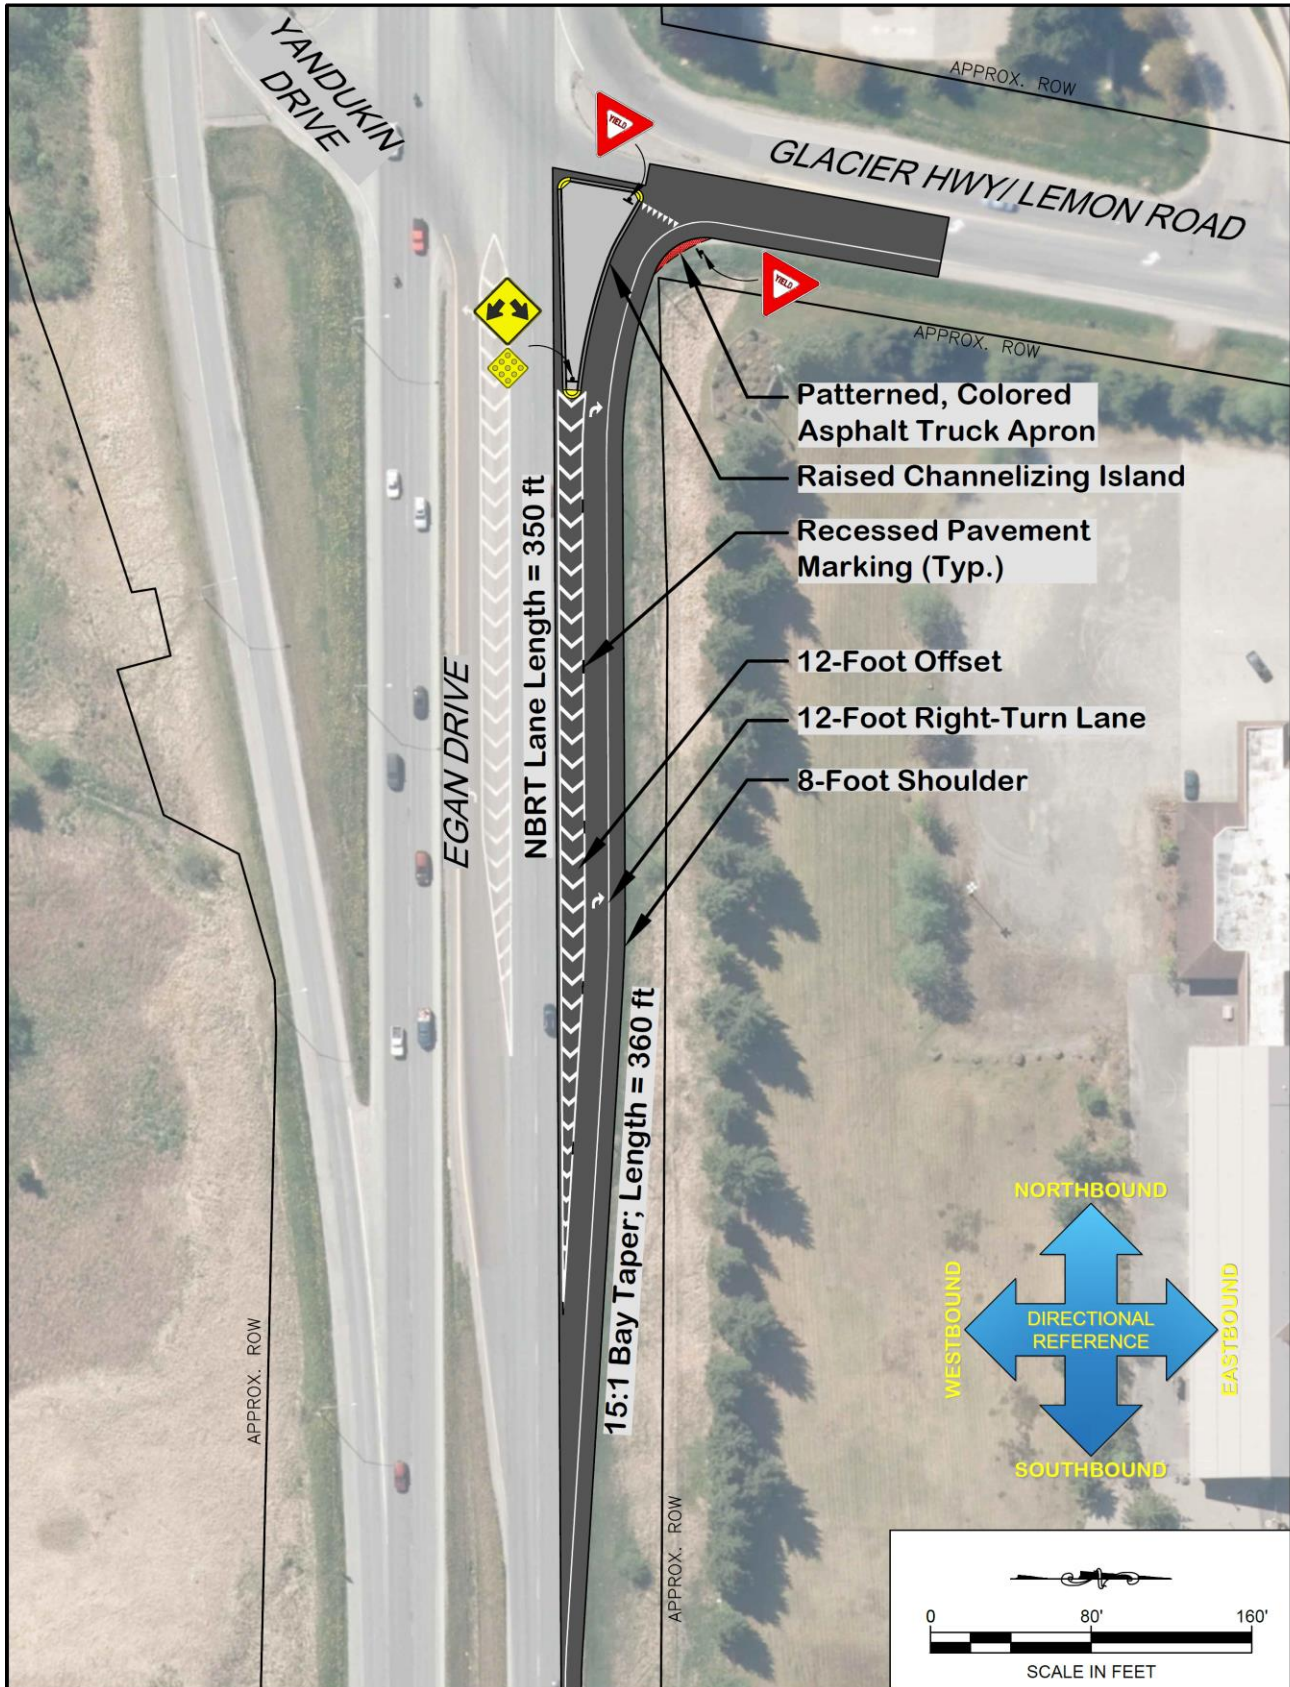 YANDUKIN
DRIVE
APPROX. ROW
YIELD
GLACIER HWY/ LEMON ROAD
YIELD
APPROX. ROW
Patterned, Colored
Asphalt Truck Apron
Raised Channelizing Island
Recessed Pavement
Marking (Typ.)
NBRT Lane Length = 350 ft
12-Foot Offset
EGAN DRIVE
12-Foot Right-Turn Lane
8-Foot Shoulder
15:1 Bay Taper; Length = 360 ft
APPROX. ROW
APPROX. ROW
NORTHBOUND
WESTBOUND
DIRECTIONAL
REFERENCE
EASTBOUND
SOUTHBOUND
0 80' 160'
SCALE IN FEET